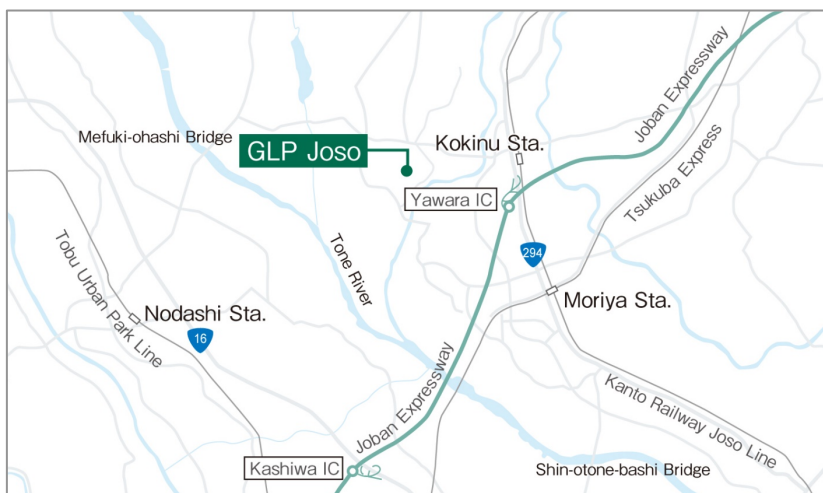 Joban Expressway
Mefuki-ohashi Bridge
GLP Joso
Kokinu Sta.
Yawara IC
Tsukuba Express
Tobu Urban Park Line
Tone River
294
Nodashi Sta.
Moriya Sta.
16
Joban Expressway
Kanto Railway Joso Line
Kashiwa IC
Shin-otone-bashi Bridge